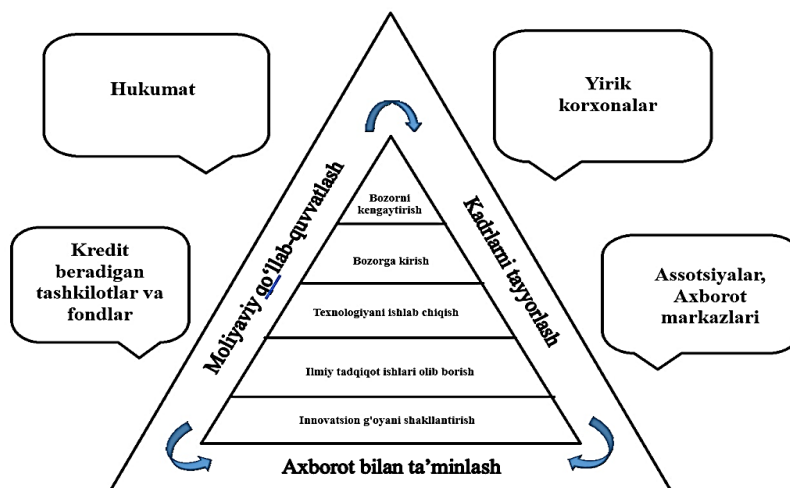 Hukumat
Yirik
korxonalar
Kredit
beradigan
tashkilotlar va
fondlar
Assotsiyalar,
Axborot
markazlari
Moliyaviy qo‘llab-quvvatlash
Kadrlarni tayyorlash
Bozorni
kengaytirish
Bozorga kirish
Texnologiyani ishlab chiqish
Ilmiy tadqiqot ishlari olib borish
Innovatsion g'oyani shakllantirish
Axborot bilan ta’minlash